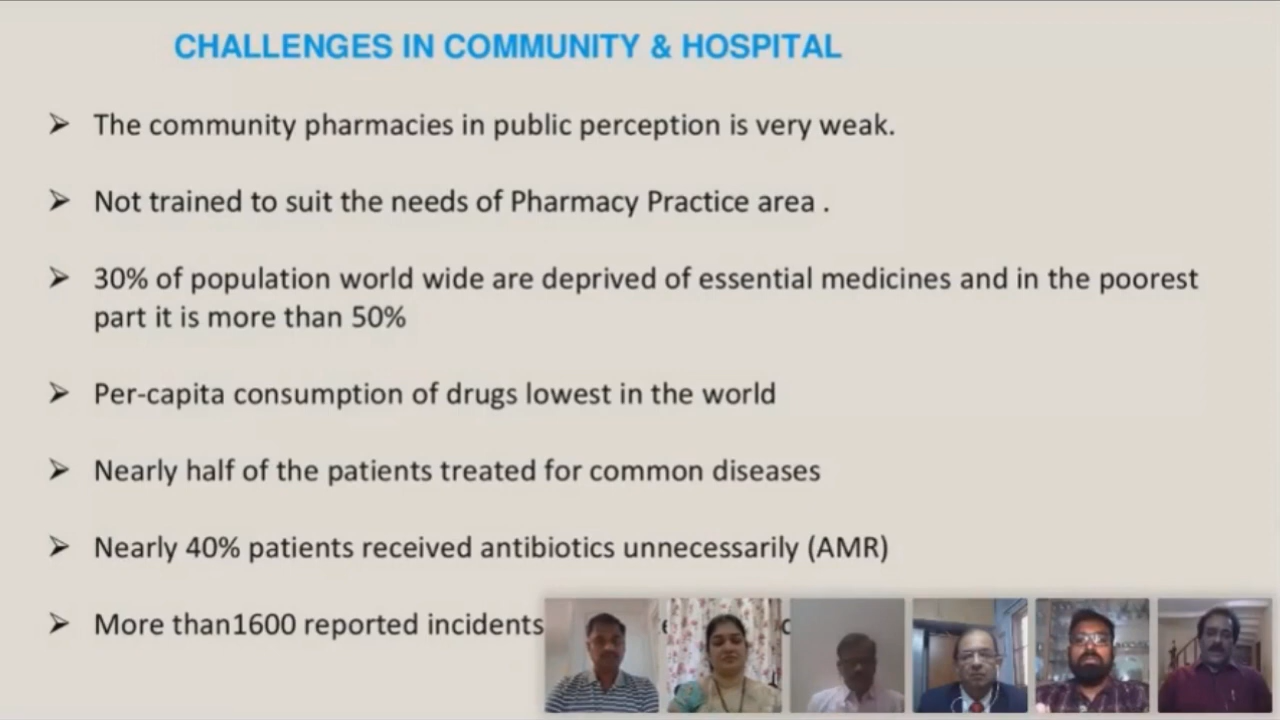 CHALLENGES IN COMMUNITY & HOSPITAL
The community pharmacies in public perception is very weak.
Not trained to suit the needs of Pharmacy Practice area .
30% of population world wide are deprived of essential medicines and in the poorest
part it is more than 50%
Per-capita consumption of drugs lowest in the world
Nearly half of the patients treated for common diseases
Nearly 40% patients received antibiotics unnecessarily (AMR)
More than1600 reported incidents